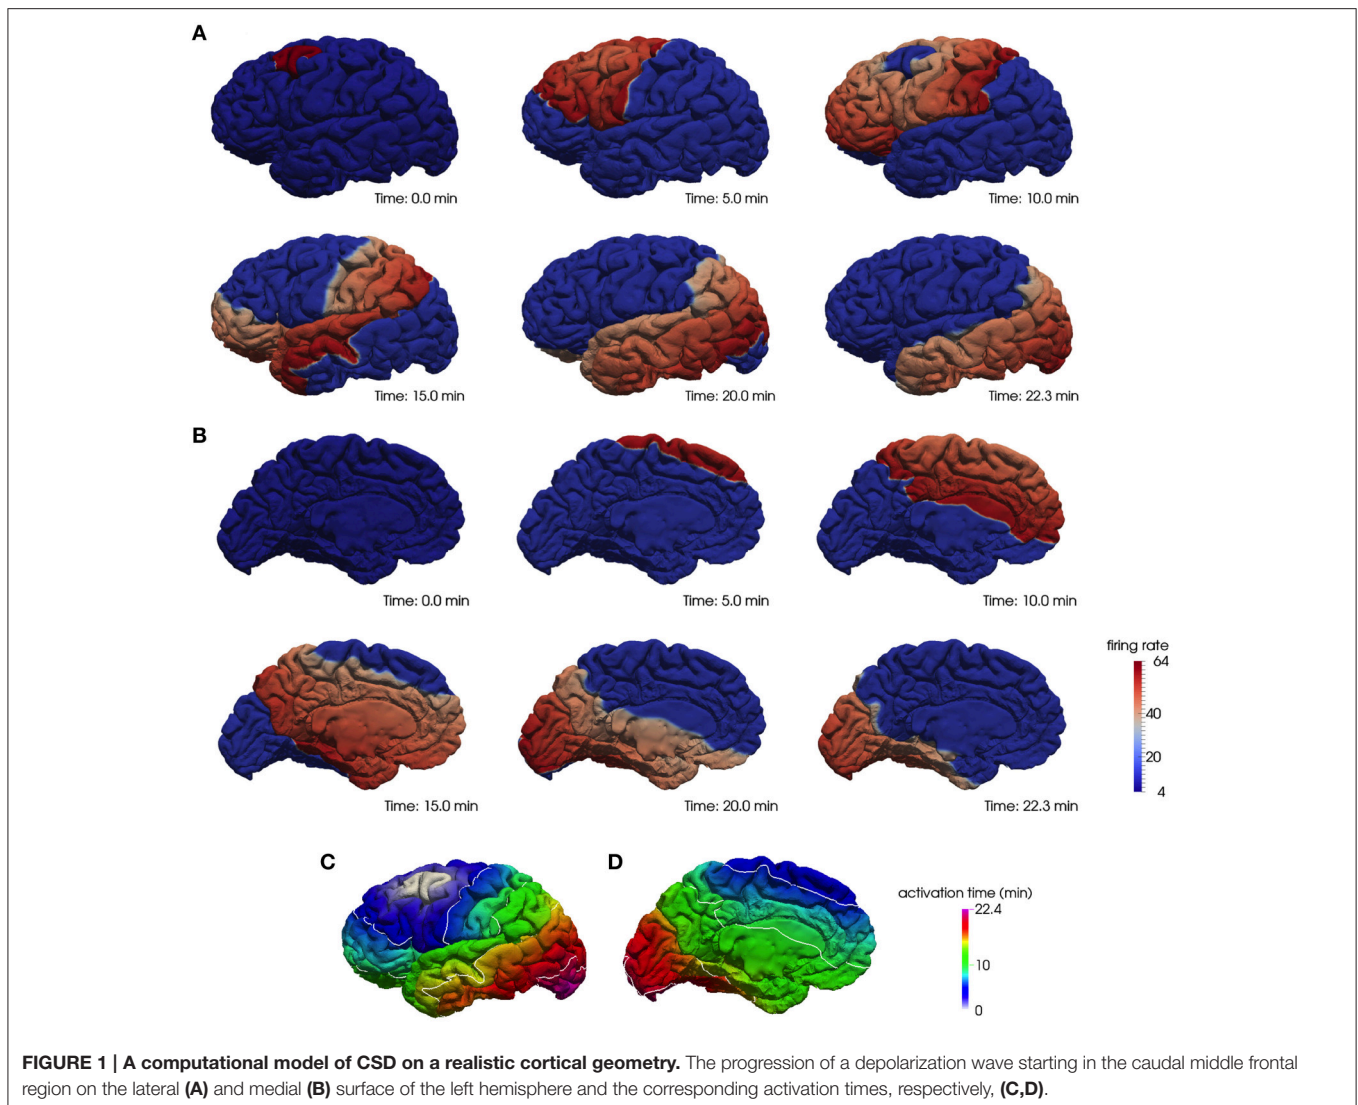 A
Time: 0.0 min
Time: 5.0 min
Time: 10.0 min
Time: 15.0 min
Time: 20.0 min
Time: 22.3 min
B
Time: 0.0 min
Time: 5.0 min
Time: 10.0 min
firing rate
64
40
20
4
Time: 15.0 min
Time: 20.0 min
Time: 22.3 min
C
D
activation time (min)
22.4
10
0
FIGURE 1 | A computational model of CSD on a realistic cortical geometry. The progression of a depolarization wave starting in the caudal middle frontal
region on the lateral (A) and medial (B) surface of the left hemisphere and the corresponding activation times, respectively, (C,D).